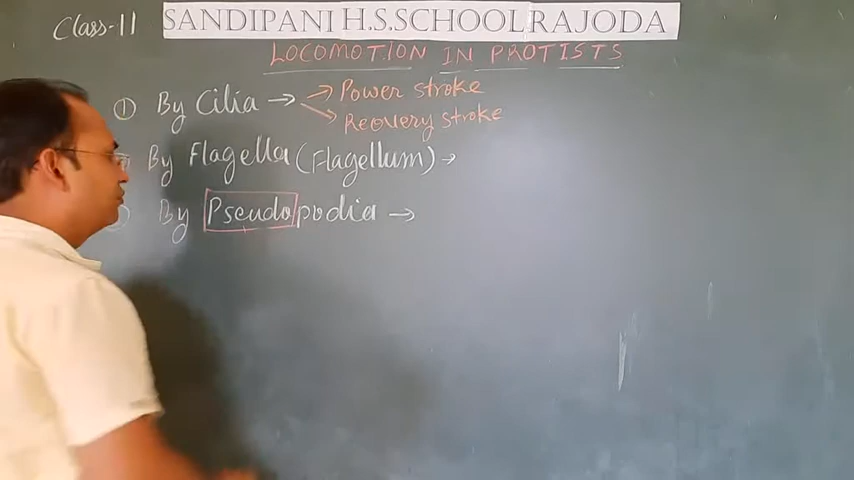 Class-11
SANDIPANI H.S.SCHOOL RAJODA
LOCOMOTION IN PROTISTS
① By Cilia → → Power stroke
→ Reovery stroke
By Flagella (Flagellum) →
By Pseudopodia →